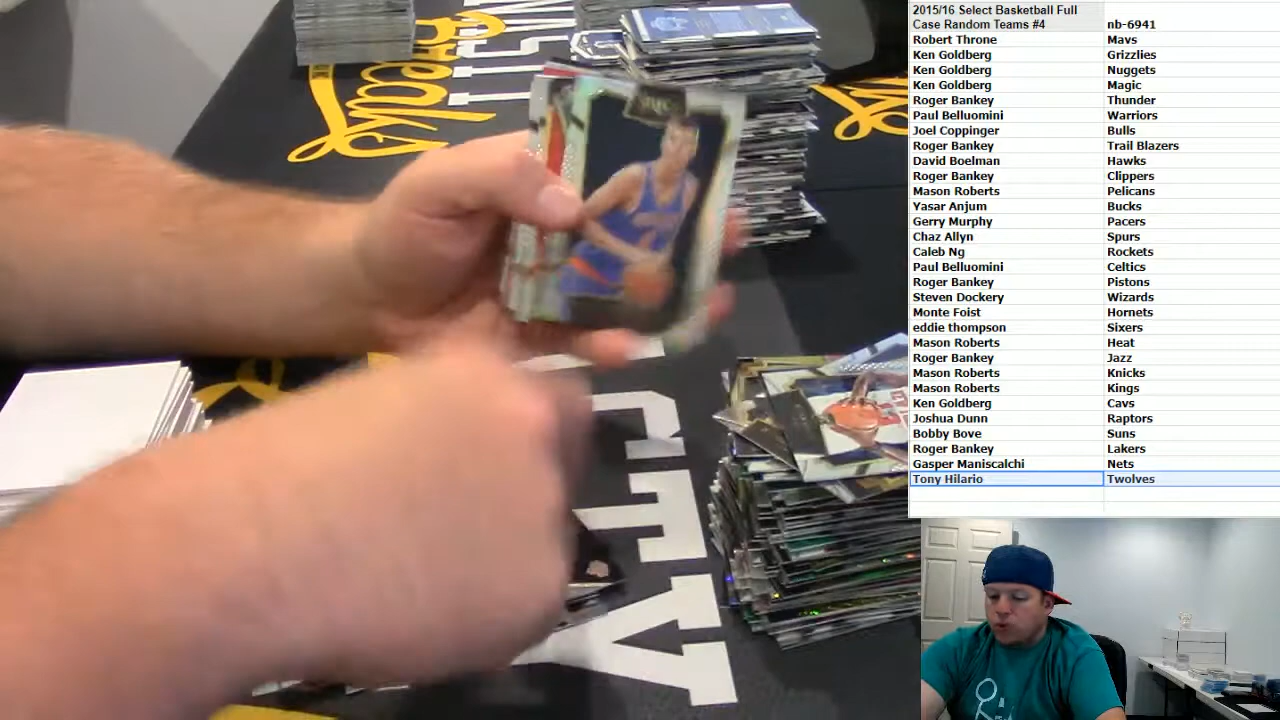 2015/16 Select Basketball Full
Case Random Teams #4 nb-6941
Robert Throne Mavs
Ken Goldberg Grizzlies
Ken Goldberg Nuggets
Ken Goldberg Magic
Roger Bankey Thunder
Paul Belluomini Warriors
Joel Coppinger Bulls
Roger Bankey Trail Blazers
David Boelman Hawks
Roger Bankey Clippers
Mason Roberts Pelicans
Yasar Anjum Bucks
Gerry Murphy Pacers
Chaz Allyn Spurs
Caleb Ng Rockets
Paul Belluomini Celtics
Roger Bankey Pistons
Steven Dockery Wizards
Monte Foist Hornets
eddie thompson Sixers
Mason Roberts Heat
Roger Bankey Jazz
Mason Roberts Knicks
Mason Roberts Kings
Ken Goldberg Cavs
Joshua Dunn Raptors
Bobby Bove Suns
Roger Bankey Lakers
Gasper Maniscalchi Nets
Tony Hilario Twolves